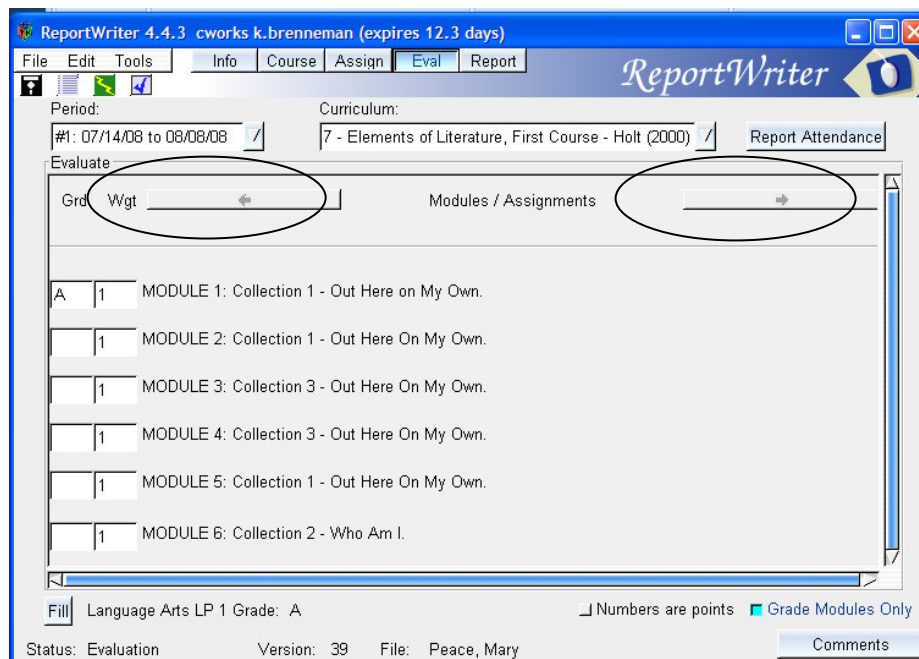 ReportWriter 4.4.3 cworks k.brenneman (expires 12.3 days)
File Edit Tools Info Course Assign Eval Report
ReportWriter
Period: Curriculum:
#1: 07/14/08 to 08/08/08 7 - Elements of Literature, First Course - Holt (2000) Report Attendance
Evaluate
Grd Wgt Modules / Assignments
A 1 MODULE 1: Collection 1 - Out Here on My Own.
1 MODULE 2: Collection 1 - Out Here On My Own.
1 MODULE 3: Collection 3 - Out Here On My Own.
1 MODULE 4: Collection 3 - Out Here On My Own.
1 MODULE 5: Collection 1 - Out Here On My Own.
1 MODULE 6: Collection 2 - Who Am I.
Fill Language Arts LP 1 Grade: A Numbers are points Grade Modules Only
Status: Evaluation Version: 39 File: Peace, Mary Comments